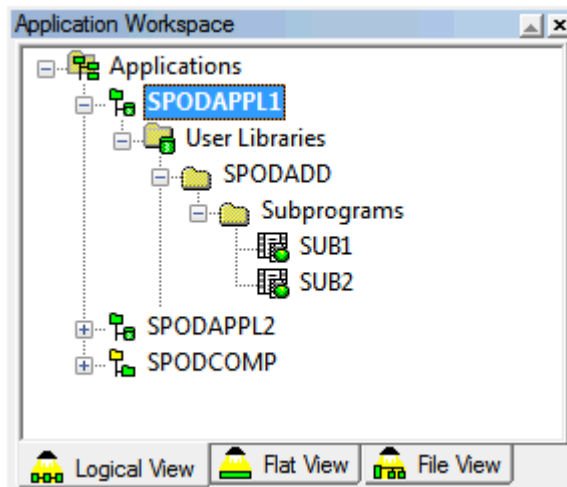 Application Workspace
Applications
SPODAPPL1
User Libraries
SPODADD
Subprograms
SUB1
SUB2
SPODAPPL2
SPODCOMP
Logical View Flat View File View